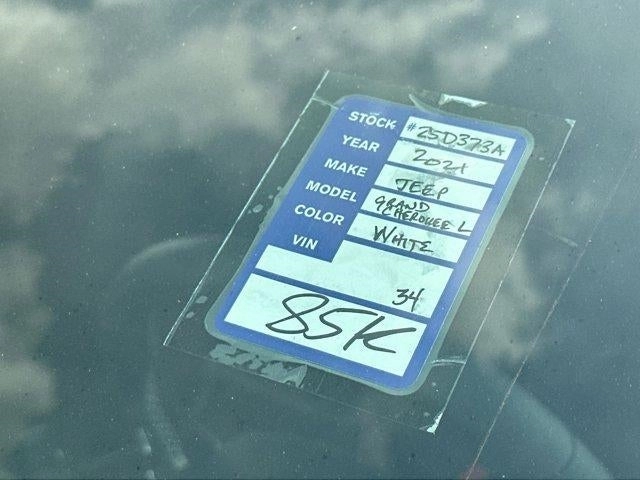 STOCK #25D373A
YEAR 2021
MAKE JEEP
MODEL GRAND
CHEROKEE L
COLOR WHITE
VIN
34
85K